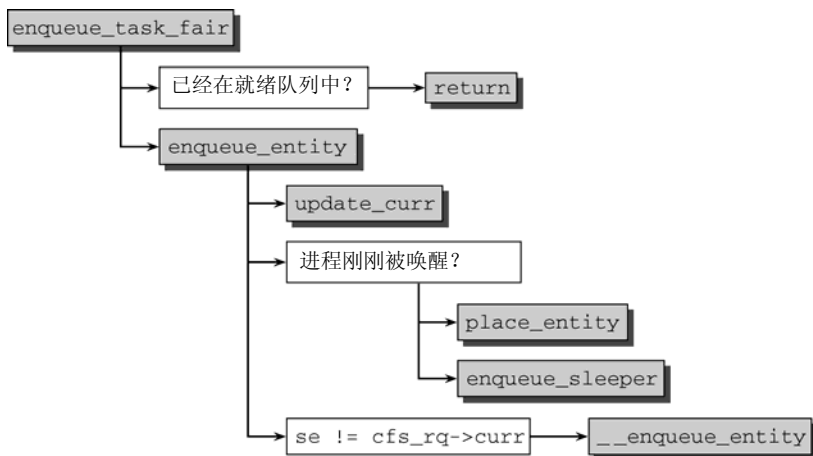 enqueue_task_fair
已经在就绪队列中？
return
enqueue_entity
update_curr
进程刚刚被唤醒？
place_entity
enqueue_sleeper
se != cfs_rq->curr
__enqueue_entity